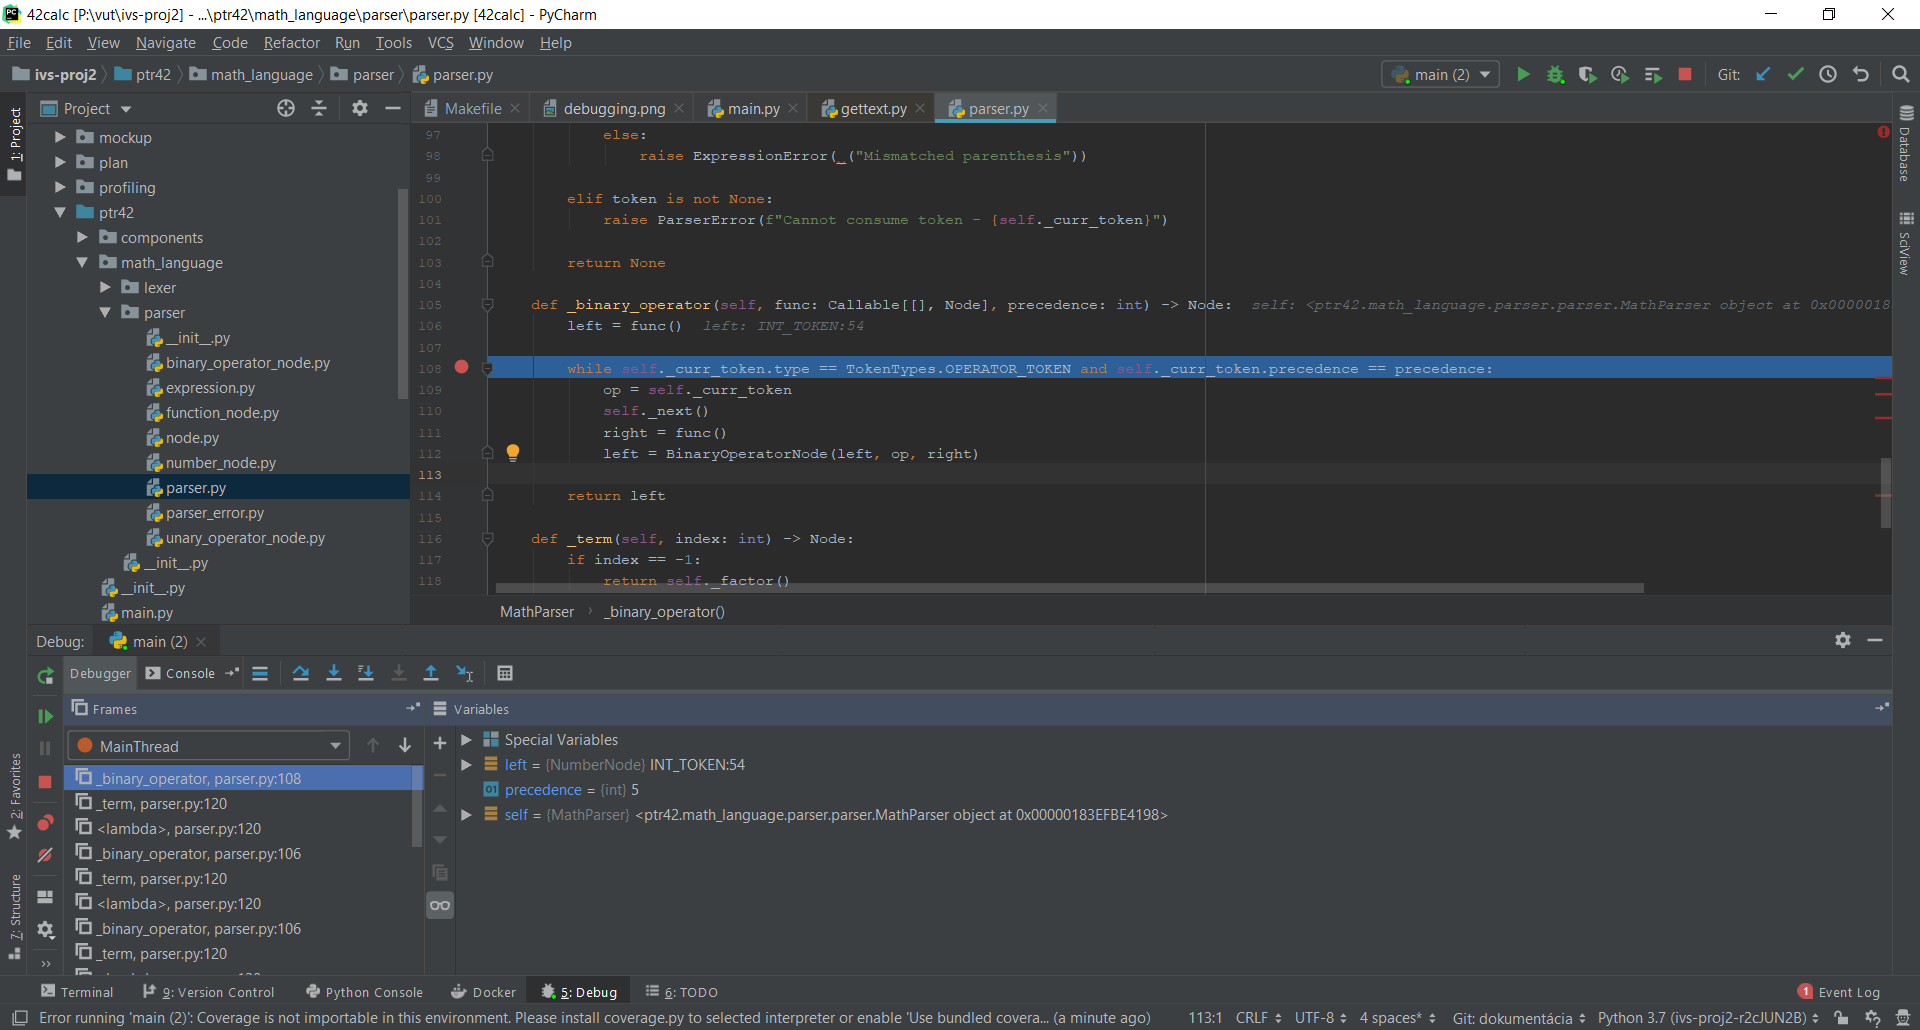 42calc [P:\vut\ivs-proj2] - ...\ptr42\math_language\parser\parser.py [42calc] - PyCharm
File Edit View Navigate Code Refactor Run Tools VCS Window Help
ivs-proj2 ptr42 math_language parser parser.py main (2) Git:
1: Project
Project
Makefile debugging.png main.py gettext.py parser.py
mockup
plan
profiling
ptr42
components
math_language
lexer
parser
__init__.py
binary_operator_node.py
expression.py
function_node.py
node.py
number_node.py
parser.py
parser_error.py
unary_operator_node.py
__init__.py
__init__.py
main.py
97 else:
98 raise ExpressionError(_("Mismatched parenthesis"))
99
100 elif token is not None:
101 raise ParserError(f"Cannot consume token - {self._curr_token}")
102
103 return None
104
105 def _binary_operator(self, func: Callable[[], Node], precedence: int) -> Node: self: <ptr42.math_language.parser.parser.MathParser object at 0x0000018
106 left = func() left: INT_TOKEN:54
107
108 while self._curr_token.type == TokenTypes.OPERATOR_TOKEN and self._curr_token.precedence == precedence:
109 op = self._curr_token
110 self._next()
111 right = func()
112 left = BinaryOperatorNode(left, op, right)
113
114 return left
115
116 def _term(self, index: int) -> Node:
117 if index == -1:
118 return self._factor()
MathParser _binary_operator()
Database
SciView
Debug: main (2)
Debugger Console
Frames
Variables
MainThread
_binary_operator, parser.py:108
_term, parser.py:120
<lambda>, parser.py:120
_binary_operator, parser.py:106
_term, parser.py:120
<lambda>, parser.py:120
_binary_operator, parser.py:106
_term, parser.py:120
Special Variables
left = {NumberNode} INT_TOKEN:54
01 precedence = {int} 5
self = {MathParser} <ptr42.math_language.parser.parser.MathParser object at 0x00000183EFBE4198>
2: Favorites
7: Structure
Terminal 9: Version Control Python Console Docker 5: Debug 6: TODO 1 Event Log
Error running 'main (2)': Coverage is not importable in this environment. Please install coverage.py to selected interpreter or enable 'Use bundled covera... (a minute ago) 113:1 CRLF UTF-8 4 spaces* Git: dokumentácia Python 3.7 (ivs-proj2-r2cJUN2B)